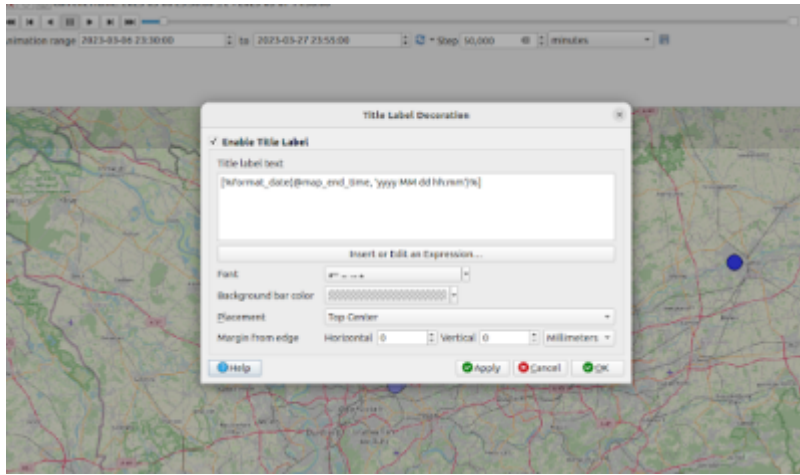 Animation range 2023-03-06 23:30:00 to 2023-03-27 23:55:00 Step 50,000 minutes
Title Label Decoration
Enable Title Label
Title label text
[%format_date(@map_end_time, 'yyyy MM dd hh:mm')%]
Insert or Edit an Expression...
Font
Background bar color
Placement Top Center
Margin from edge Horizontal 0 Vertical 0 Millimeters
Help Apply Cancel OK